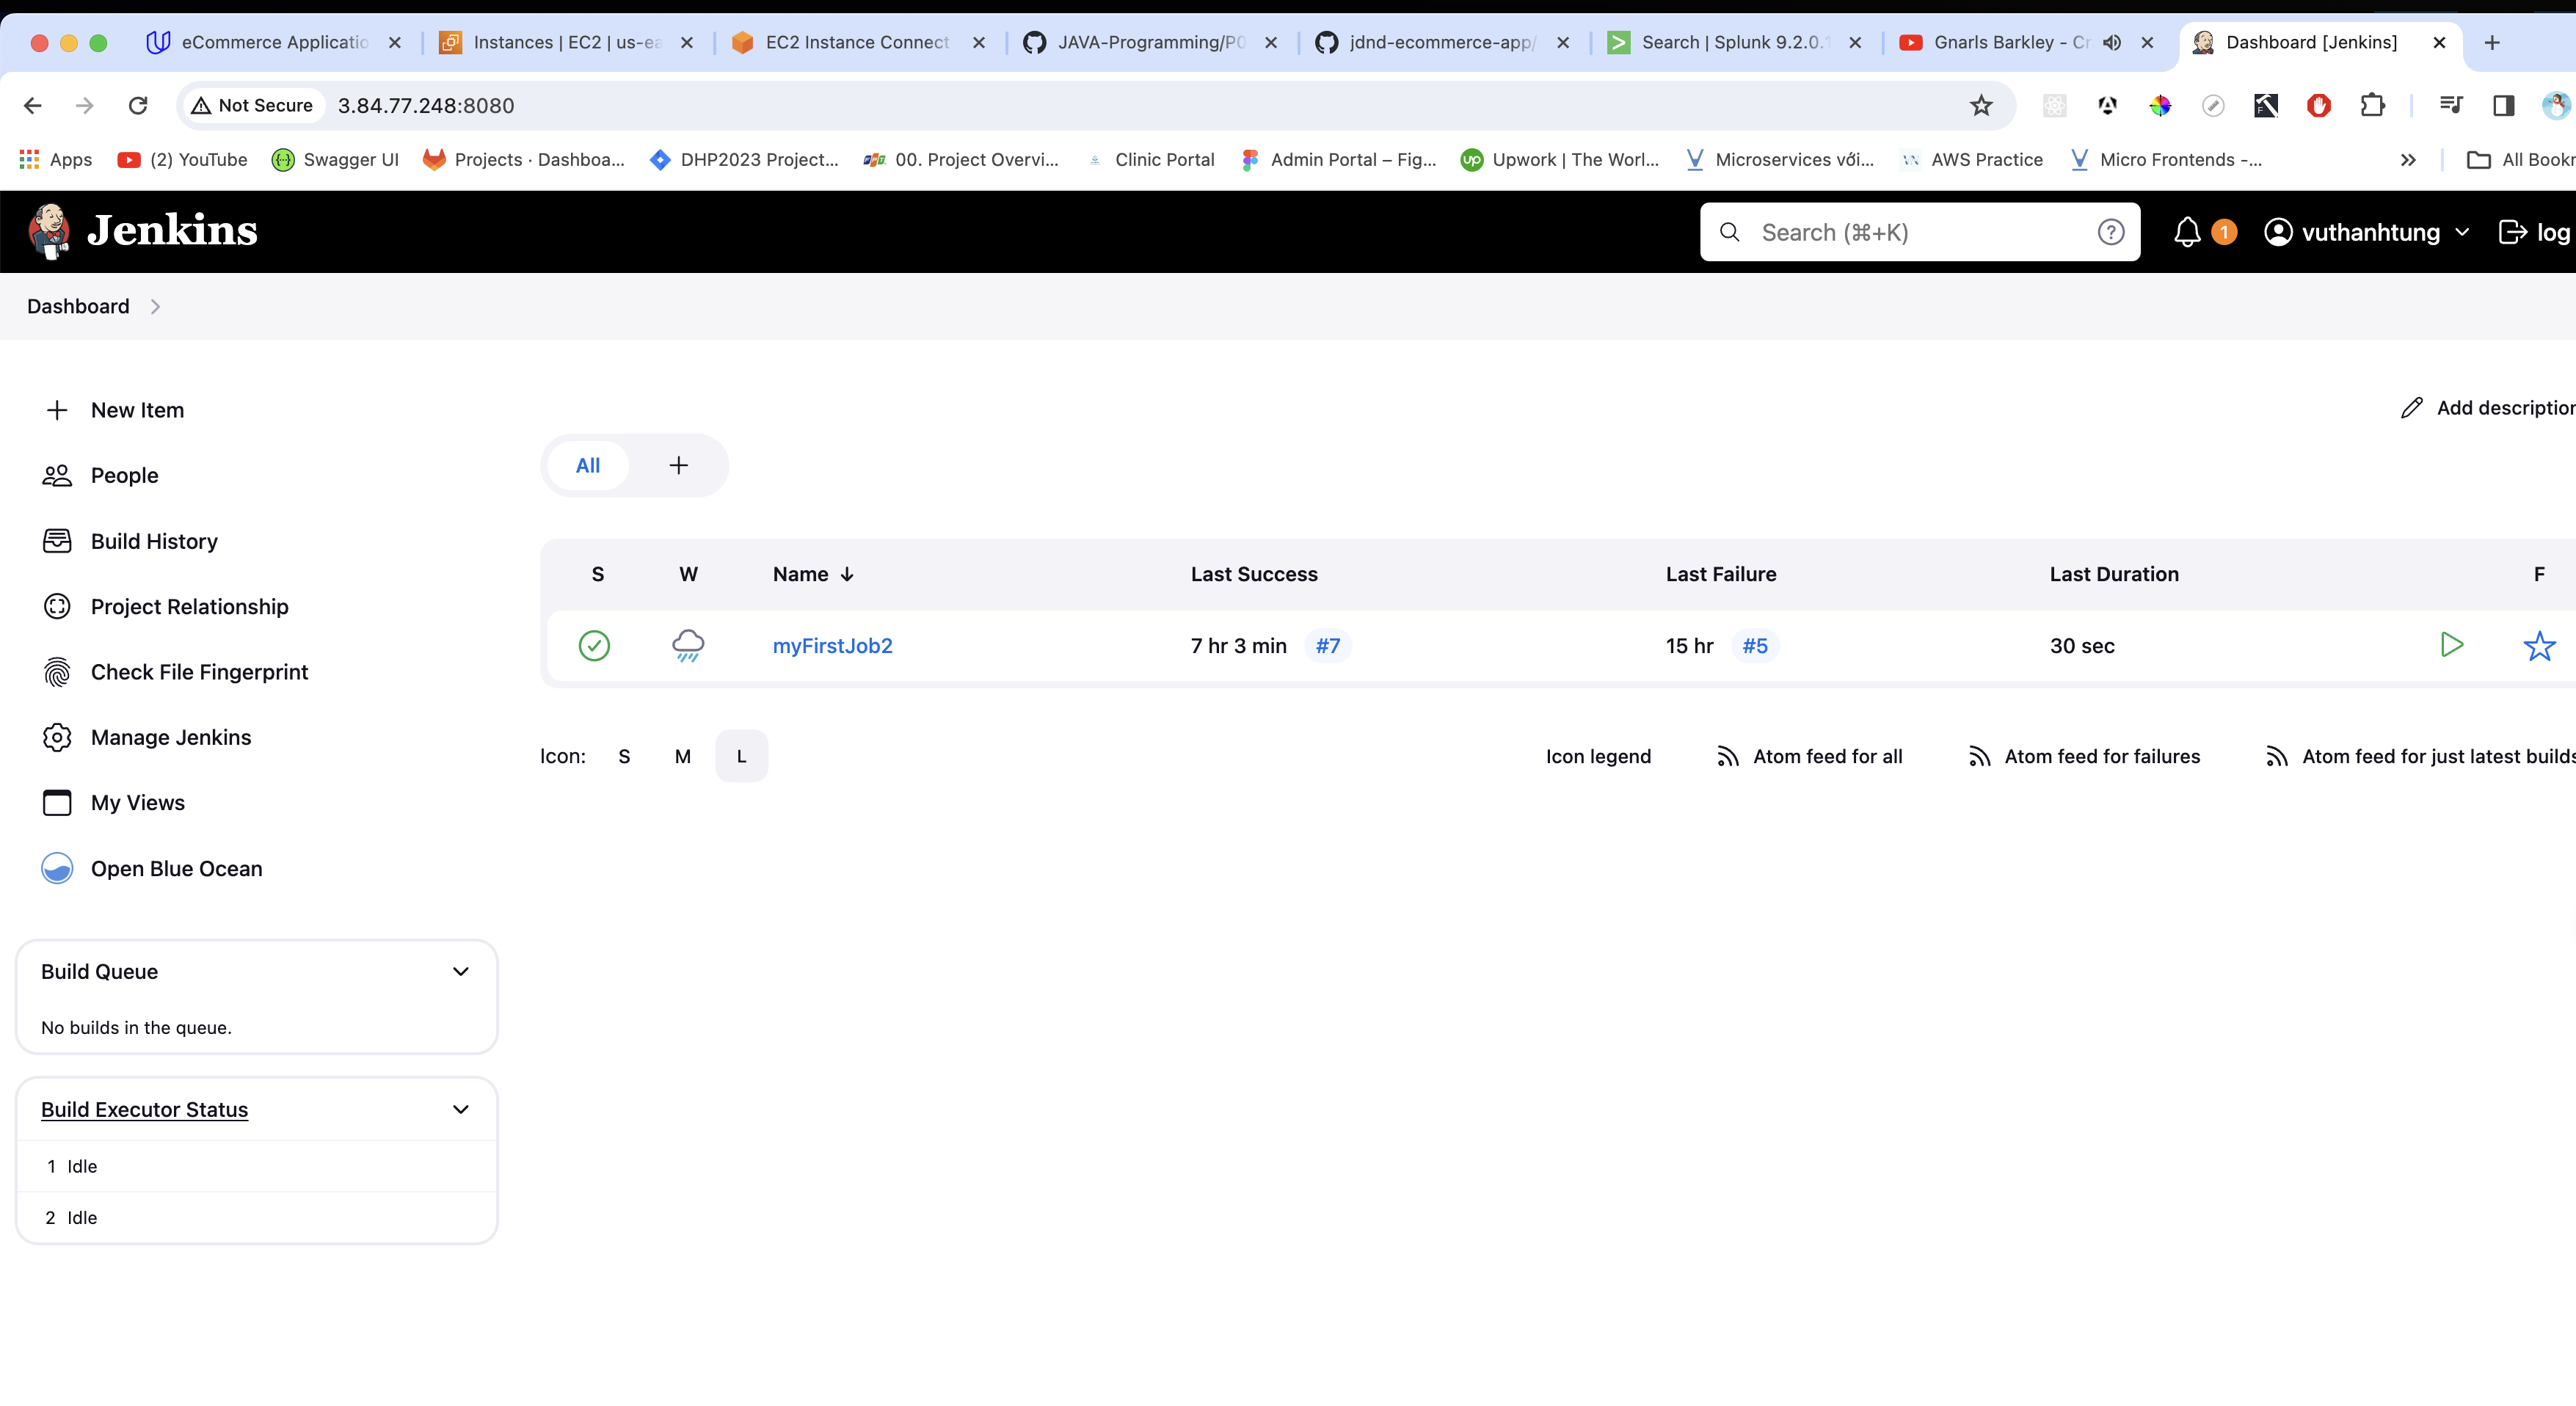 eCommerce Applicatio
Instances | EC2 | us-ea
EC2 Instance Connect
JAVA-Programming/P0
jdnd-ecommerce-app/
Search | Splunk 9.2.0.1
Gnarls Barkley - Cr
Dashboard [Jenkins]
Not Secure 3.84.77.248:8080
Apps (2) YouTube Swagger UI Projects · Dashboa... DHP2023 Project... 00. Project Overvi... Clinic Portal Admin Portal – Fig... Upwork | The Worl... Microservices với... AWS Practice Micro Frontends -... » All Bookr
Jenkins Search (⌘+K) ? 1 vuthanhtung log
Dashboard
New Item
Add description
People
All +
Build History
S W Name ↓ Last Success Last Failure Last Duration F
Project Relationship
myFirstJob2 7 hr 3 min #7 15 hr #5 30 sec
Check File Fingerprint
Manage Jenkins
Icon: S M L Icon legend Atom feed for all Atom feed for failures Atom feed for just latest builds
My Views
Open Blue Ocean
Build Queue
No builds in the queue.
Build Executor Status
1 Idle
2 Idle